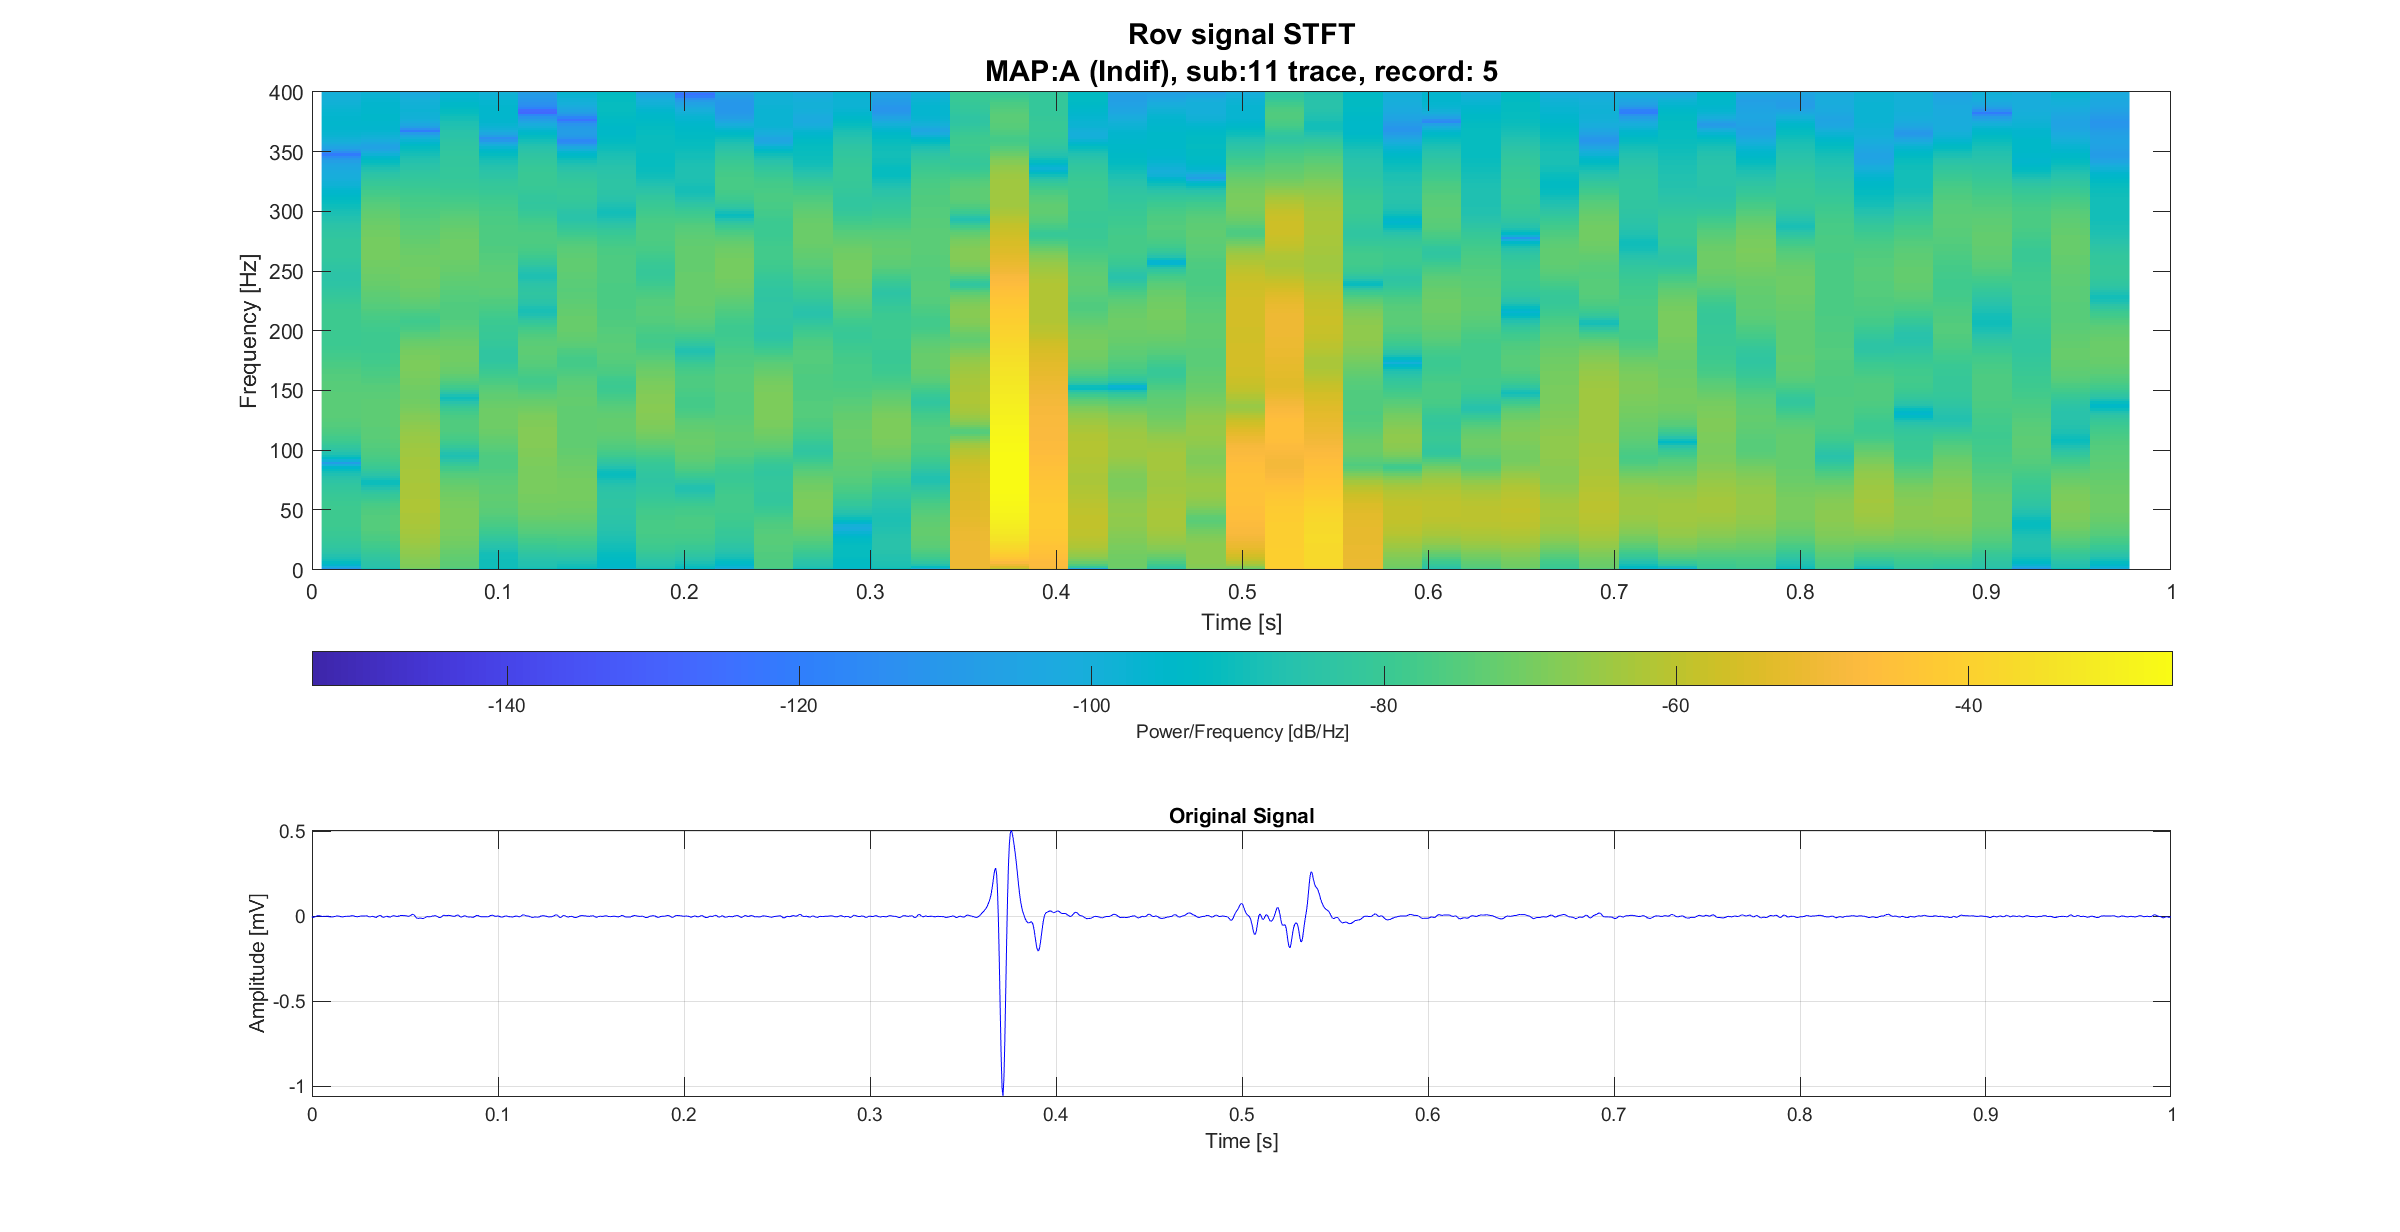 Rov signal STFT
MAP:A (Indif), sub:11 trace, record: 5
400
350
300
250
200
150
100
50
0
Frequency [Hz]
0 0.1 0.2 0.3 0.4 0.5 0.6 0.7 0.8 0.9 1
Time [s]
-140 -120 -100 -80 -60 -40
Power/Frequency [dB/Hz]
Original Signal
0.5
0
-0.5
-1
Amplitude [mV]
0 0.1 0.2 0.3 0.4 0.5 0.6 0.7 0.8 0.9 1
Time [s]